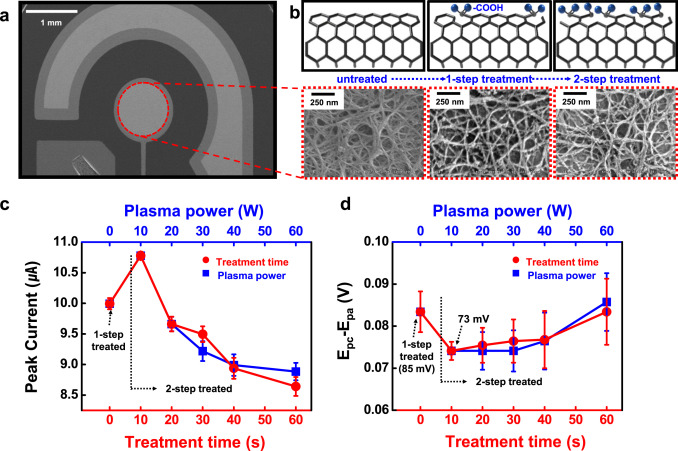 a
1 mm
b
-COOH
untreated
1-step treatment
2-step treatment
250 nm
250 nm
250 nm
c
Plasma power (W)
0 10 20 30 40 50 60
11.0
10.5
10.0
9.5
9.0
8.5
Peak Current (µA)
Treatment time
Plasma power
1-step
treated
2-step treated
0 10 20 30 40 50 60
Treatment time (s)
d
Plasma power (W)
0 10 20 30 40 50 60
0.10
0.09
0.08
0.07
0.06
Epc-Epa (V)
Treatment time
Plasma power
73 mV
1-step
treated
(85 mV)
2-step treated
0 10 20 30 40 50 60
Treatment time (s)